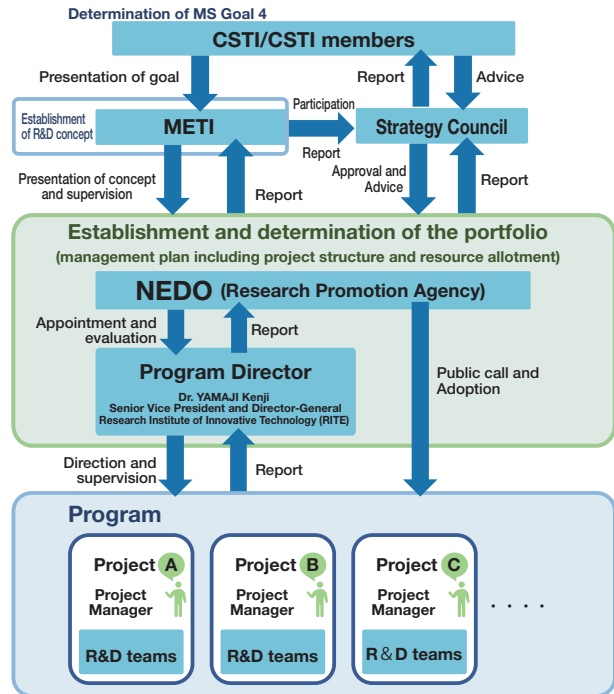 Determination of MS Goal 4
CSTI/CSTI members
Presentation of goal
Report
Advice
Establishment
of R&D concept
METI
Participation
Report
Strategy Council
Presentation of concept
and supervision
Report
Approval and
Advice
Report
Establishment and determination of the portfolio
(management plan including project structure and resource allotment)
NEDO (Research Promotion Agency)
Appointment and
evaluation
Report
Public call and
Adoption
Program Director
Dr. YAMAJI Kenji
Senior Vice President and Director-General
Research Institute of Innovative Technology (RITE)
Direction and
supervision
Report
Program
Project A
Project
Manager
R&D teams
Project B
Project
Manager
R&D teams
Project C
Project
Manager
R&D teams
. . . .